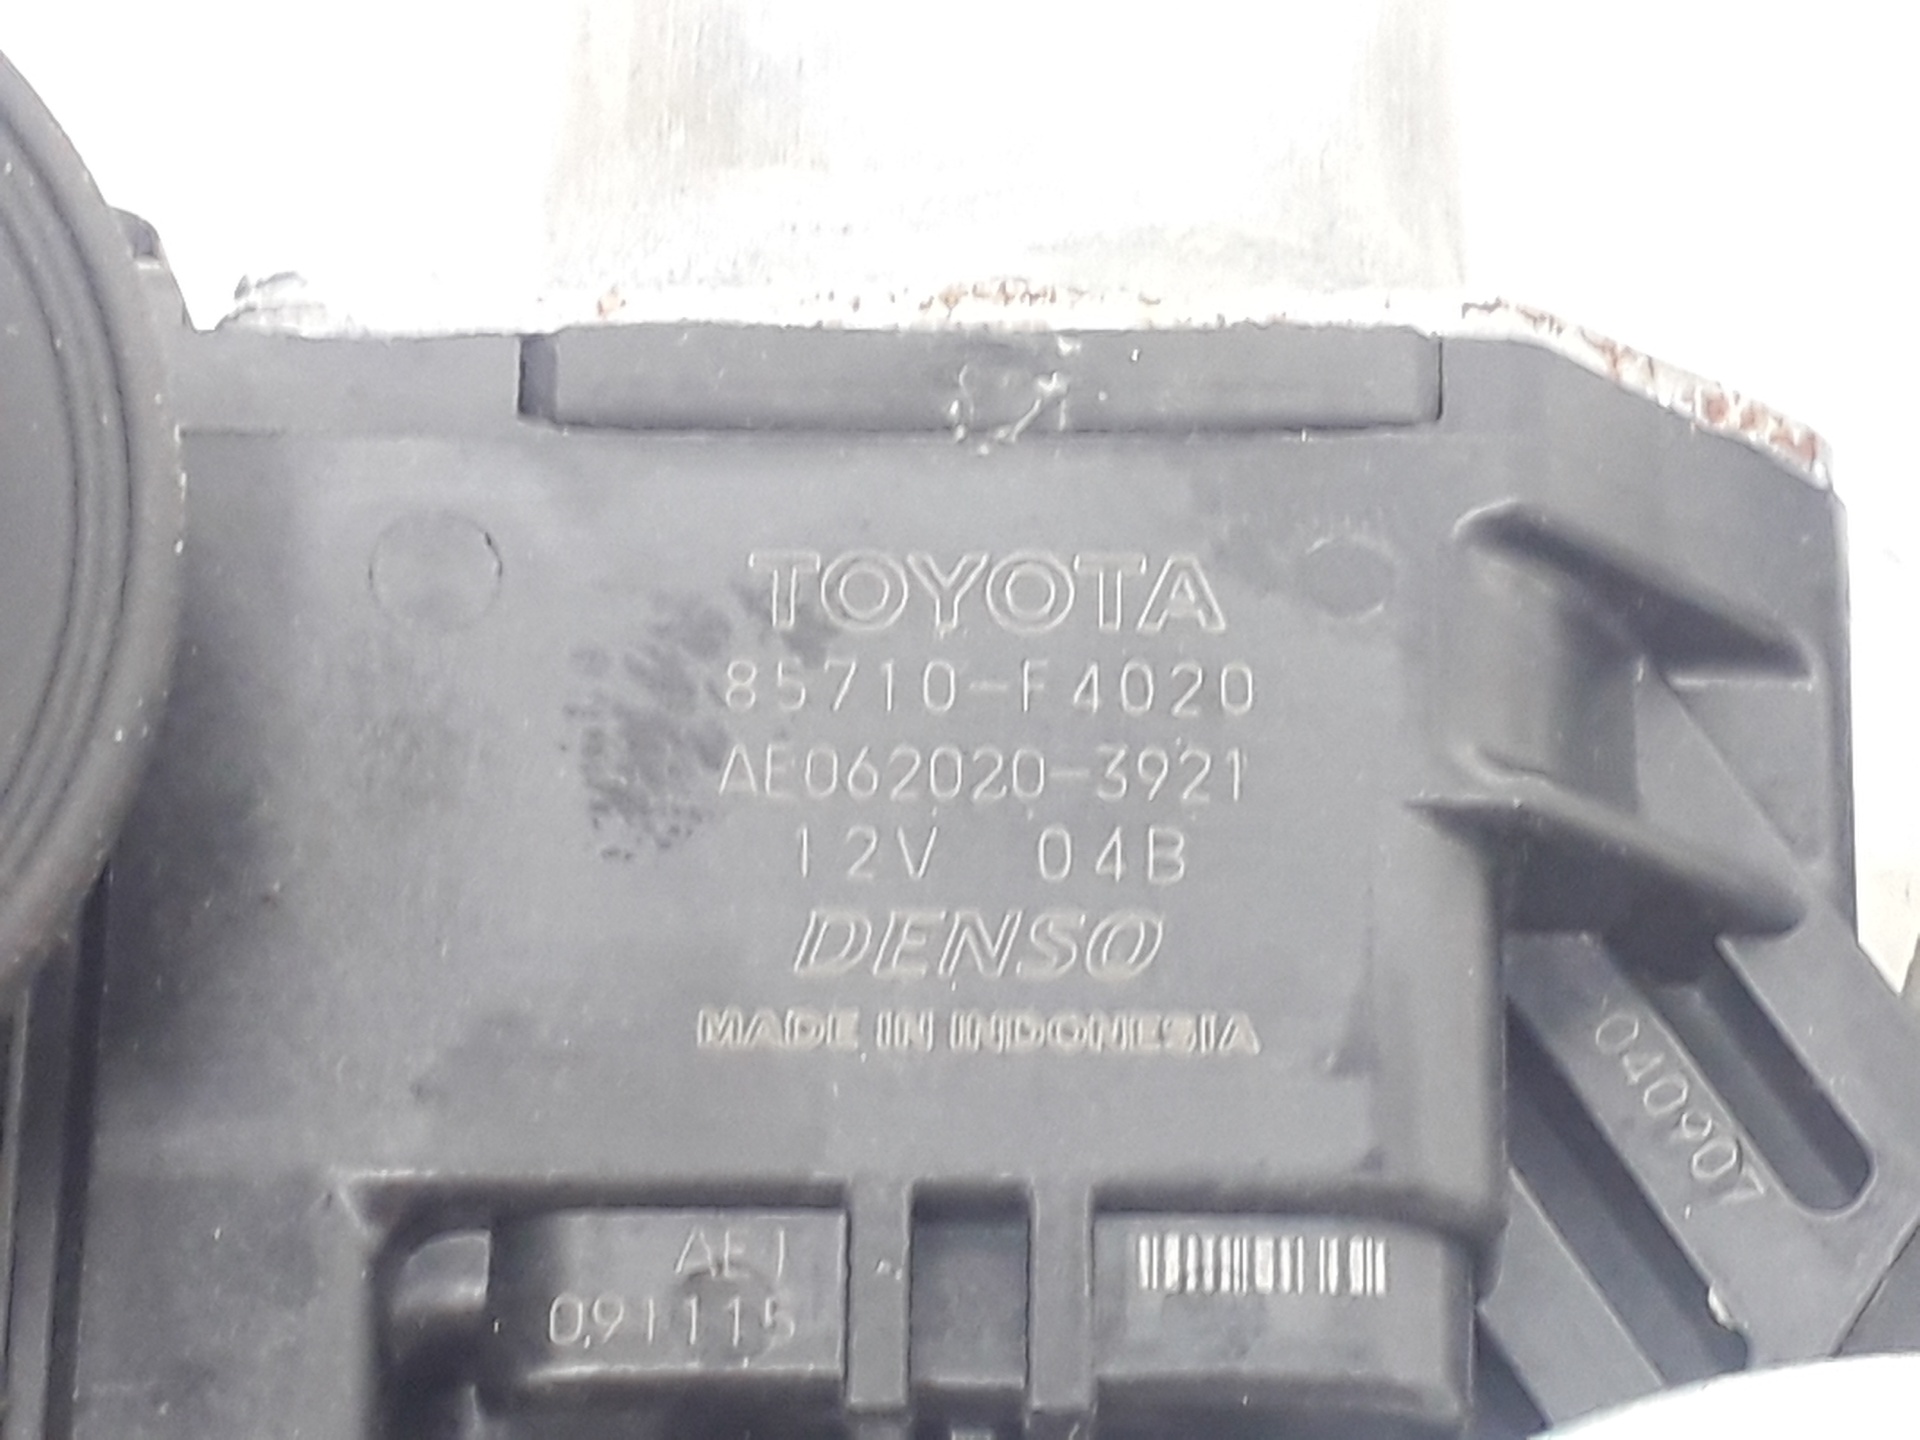 TOYOTA
85710-F4020
AE062020-3921
12V 04B
DENSO
MADE IN INDONESIA
040907
AE1
091115